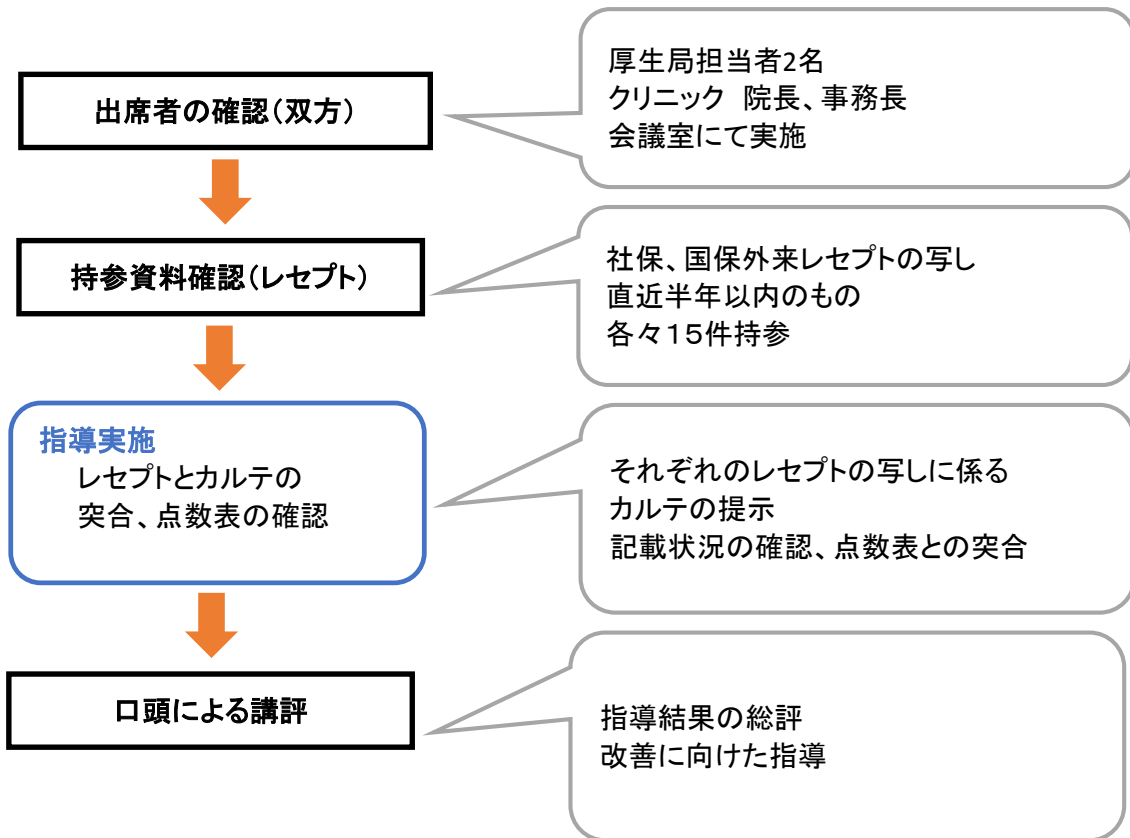 出席者の確認(双方)
厚生局担当者2名
クリニック 院長、事務長
会議室にて実施
持参資料確認(レセプト)
社保、国保外来レセプトの写し
直近半年以内のもの
各々15件持参
指導実施
レセプトとカルテの
突合、点数表の確認
それぞれのレセプトの写しに係る
カルテの提示
記載状況の確認、点数表との突合
口頭による講評
指導結果の総評
改善に向けた指導